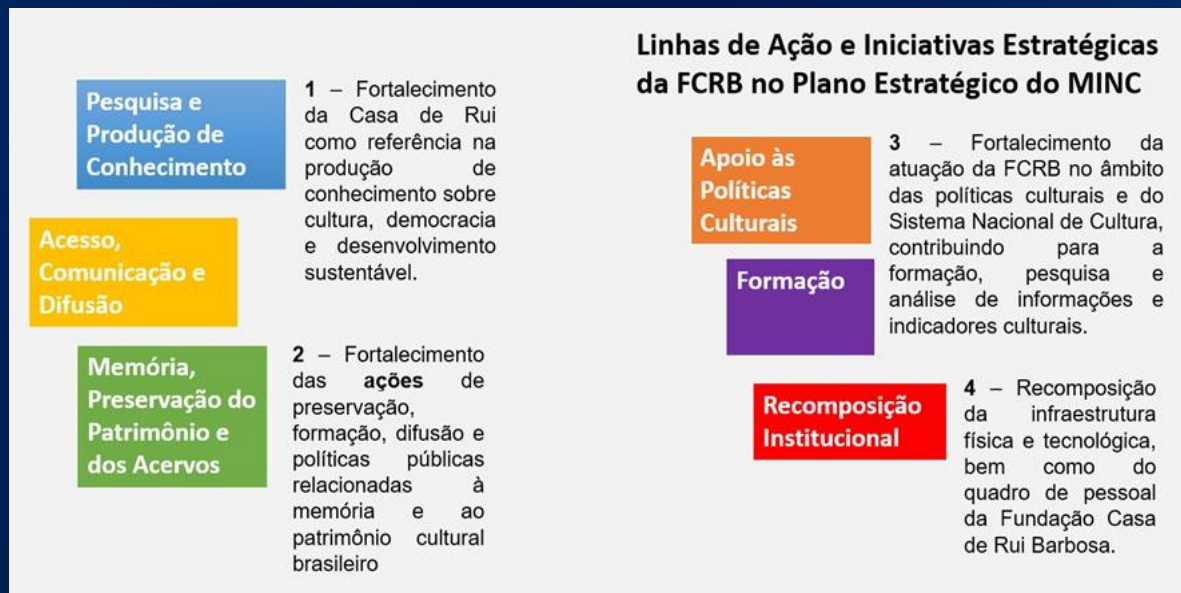 Linhas de Ação e Iniciativas Estratégicas
da FCRB no Plano Estratégico do MINC
Pesquisa e
Produção de
Conhecimento
1 – Fortalecimento
da Casa de Rui
como referência na
produção de
conhecimento sobre
cultura, democracia
e desenvolvimento
sustentável.
Acesso,
Comunicação e
Difusão
Memória,
Preservação do
Patrimônio e
dos Acervos
2 – Fortalecimento
das ações de
preservação,
formação, difusão e
políticas públicas
relacionadas à
memória e ao
patrimônio cultural
brasileiro
Apoio às
Políticas
Culturais
Formação
3 – Fortalecimento da
atuação da FCRB no âmbito
das políticas culturais e do
Sistema Nacional de Cultura,
contribuindo para a
formação, pesquisa e
análise de informações e
indicadores culturais.
Recomposição
Institucional
4 – Recomposição
da infraestrutura
física e tecnológica,
bem como do
quadro de pessoal
da Fundação Casa
de Rui Barbosa.